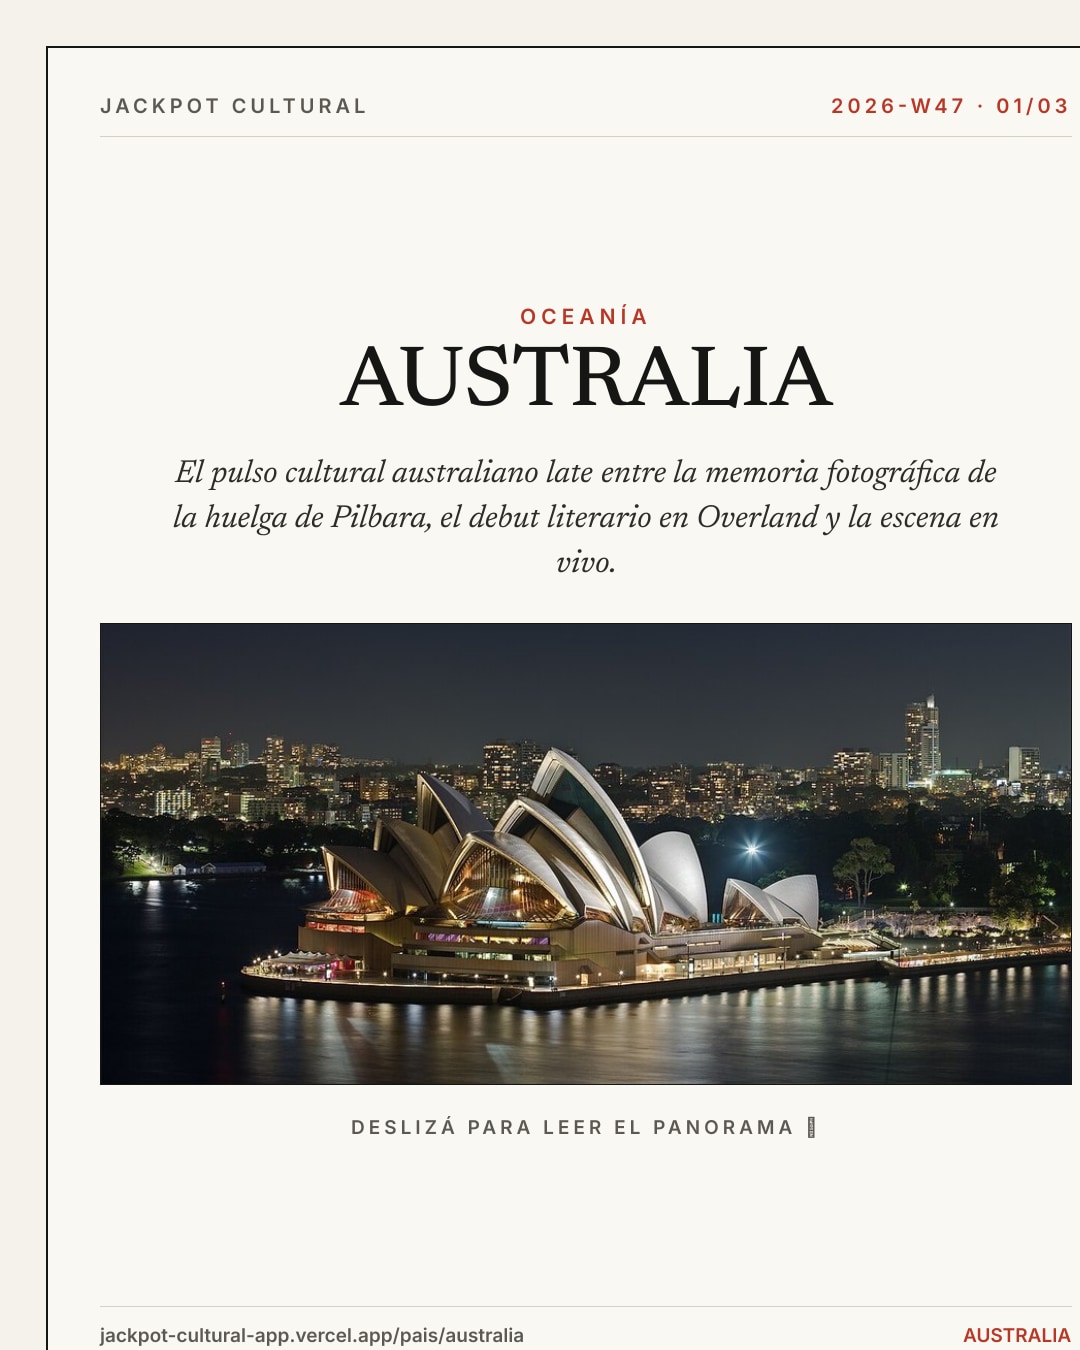 JACKPOT CULTURAL
2026-W47 · 01/03
OCEANÍA
AUSTRALIA
El pulso cultural australiano late entre la memoria fotográfica de
la huelga de Pilbara, el debut literario en Overland y la escena en
vivo.
DESLIZÁ PARA LEER EL PANORAMA
jackpot-cultural-app.vercel.app/pais/australia
AUSTRALIA